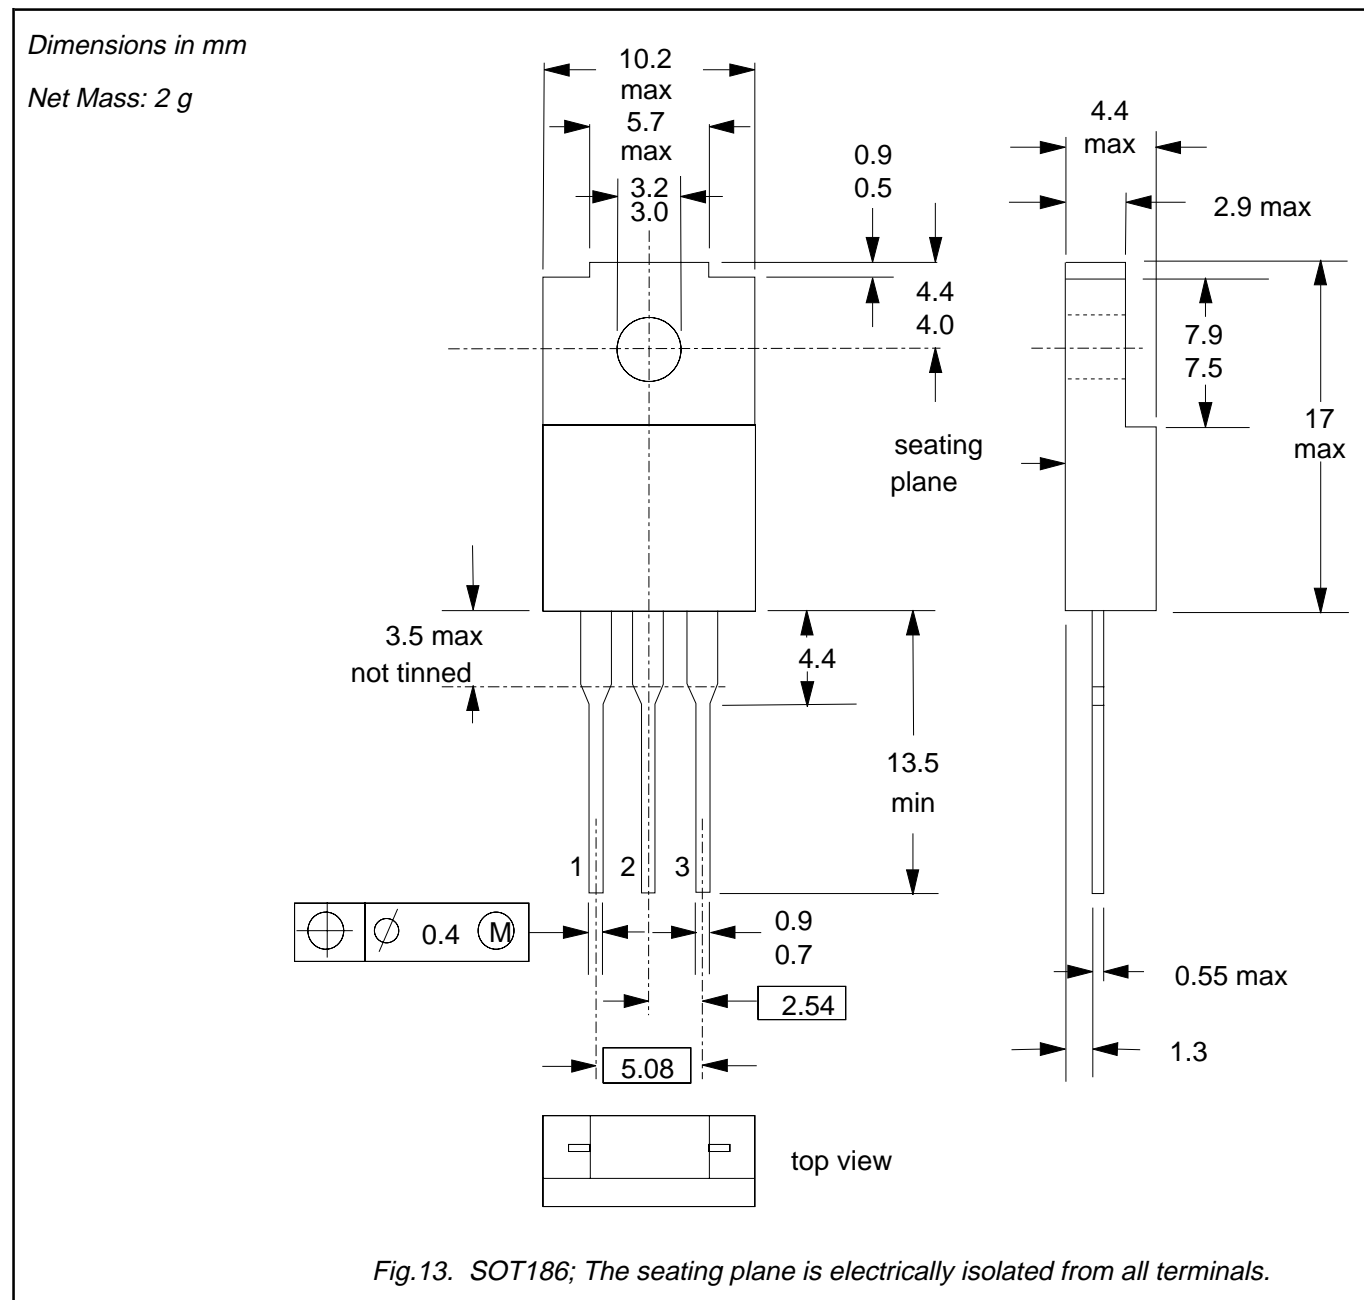 Dimensions in mm
Net Mass: 2 g
10.2
max
5.7
max
3.2
3.0
0.9
0.5
4.4
4.0
4.4
max
2.9 max
7.9
7.5
17
max
seating
plane
3.5 max
not tinned
4.4
13.5
min
1 2 3
0.4 M
0.9
0.7
2.54
5.08
0.55 max
1.3
top view
Fig.13. SOT186; The seating plane is electrically isolated from all terminals.